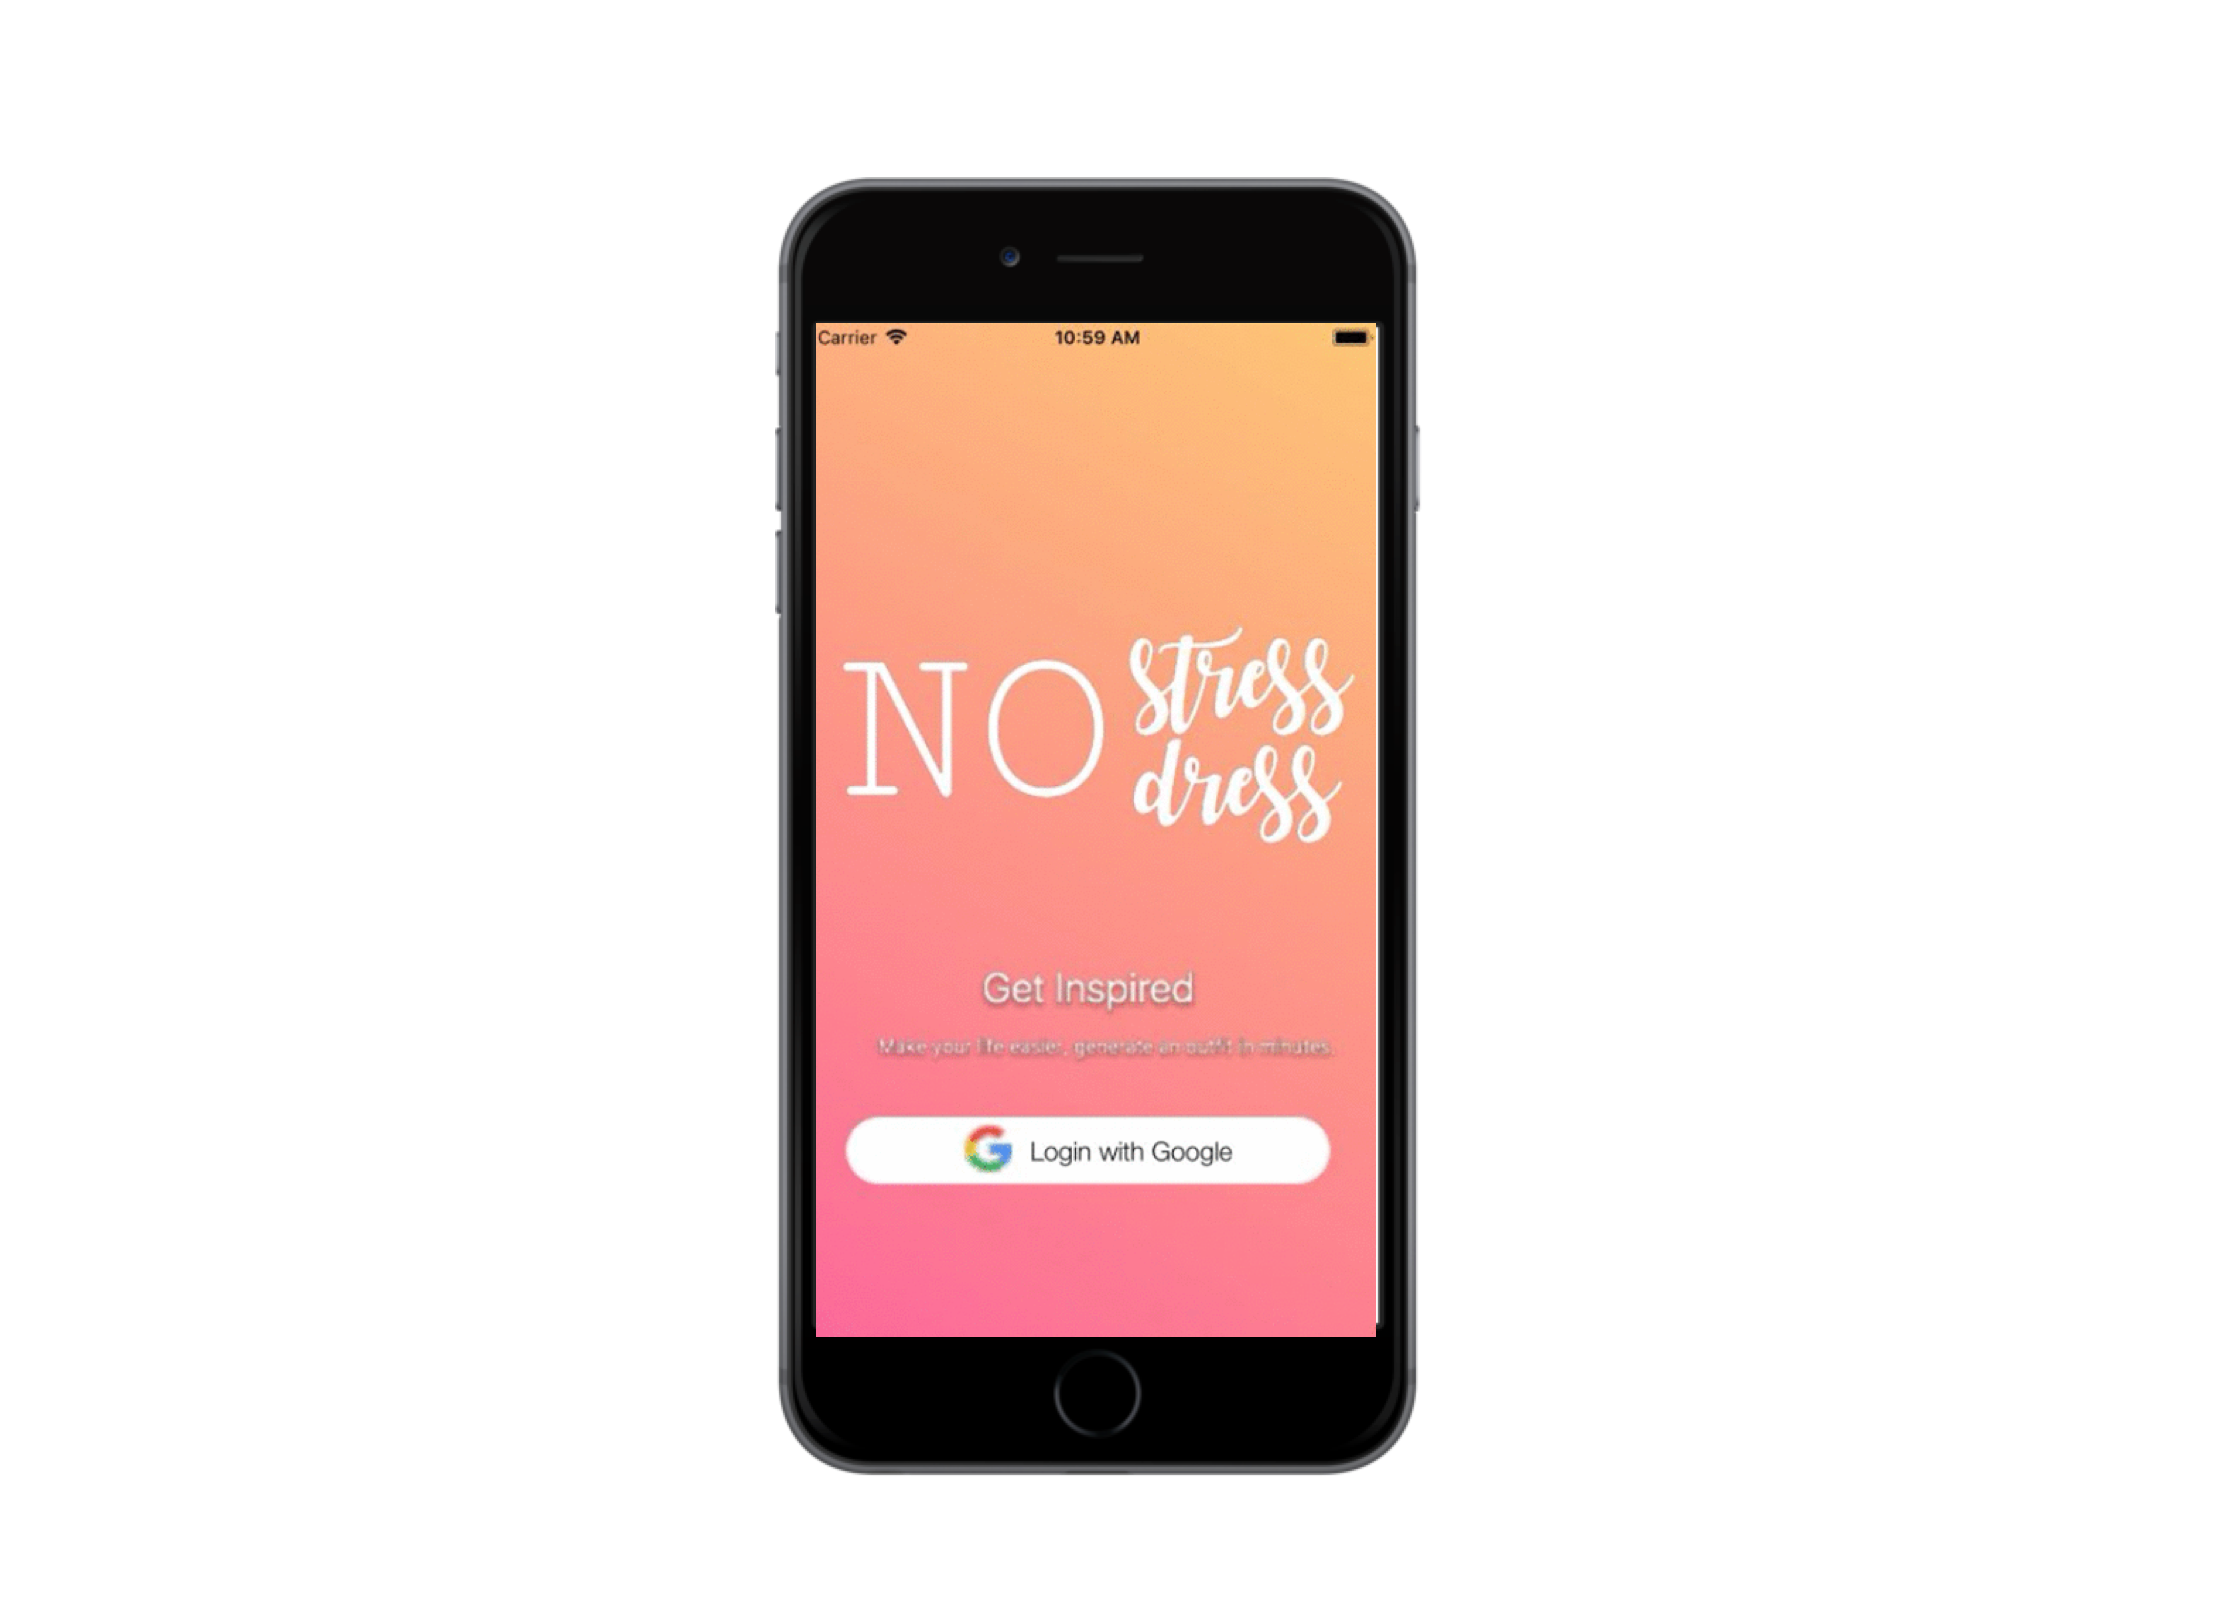 Carrier 10:59 AM
NO stress
dress
Get Inspired
Make your life easier, generate an outfit in minutes.
Login with Google